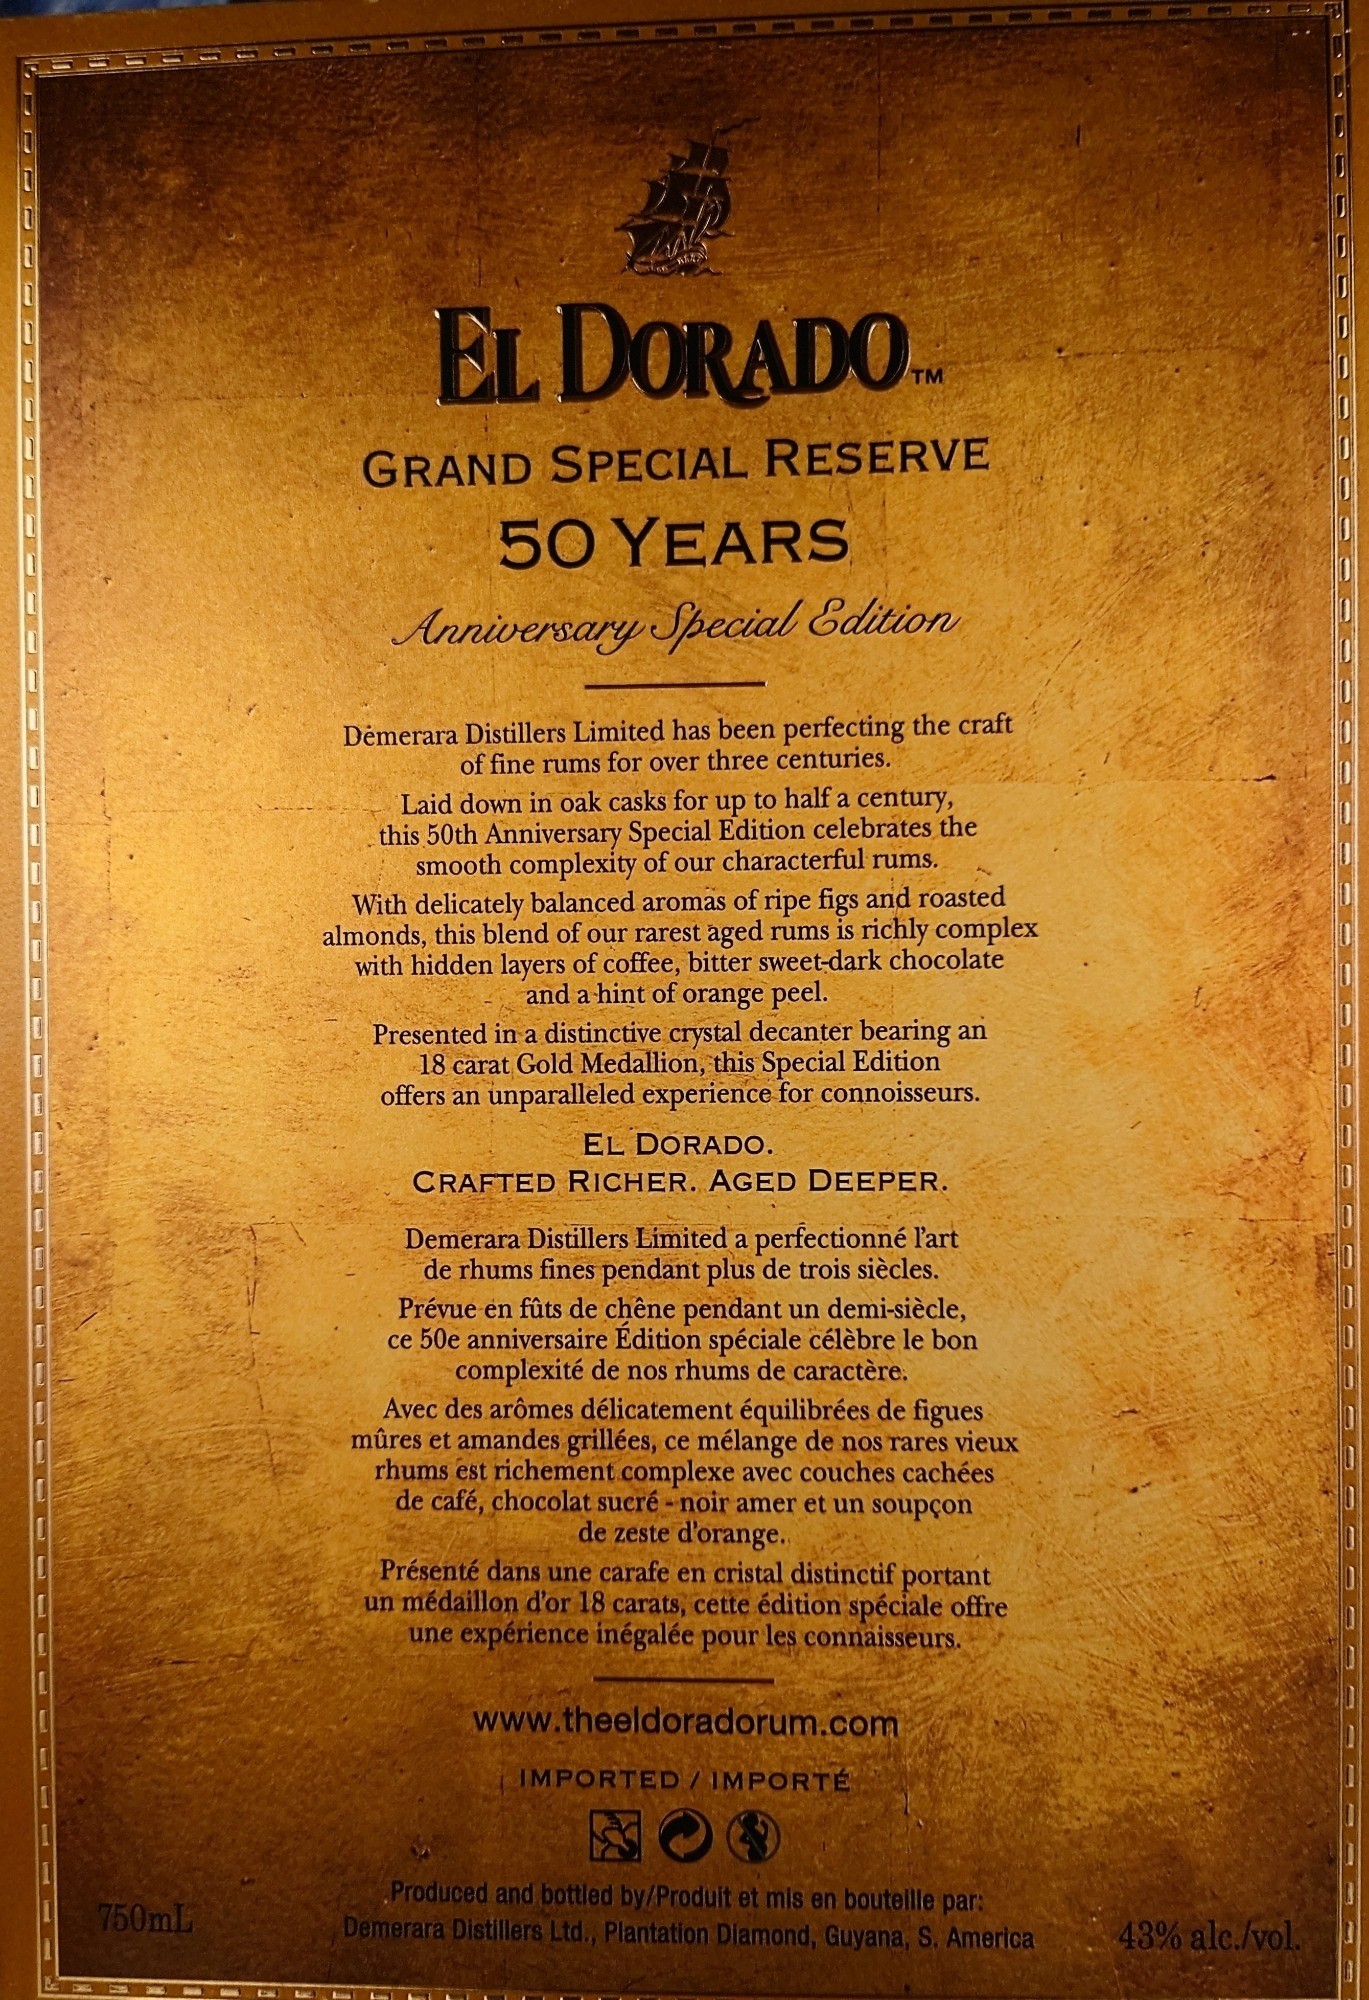 EL DORADO™
GRAND SPECIAL RESERVE
50 YEARS
Anniversary Special Edition
Demerara Distillers Limited has been perfecting the craft
of fine rums for over three centuries.
Laid down in oak casks for up to half a century,
this 50th Anniversary Special Edition celebrates the
smooth complexity of our characterful rums.
With delicately balanced aromas of ripe figs and roasted
almonds, this blend of our rarest aged rums is richly complex
with hidden layers of coffee, bitter sweet-dark chocolate
and a hint of orange peel.
Presented in a distinctive crystal decanter bearing an
18 carat Gold Medallion, this Special Edition
offers an unparalleled experience for connoisseurs.
EL DORADO.
CRAFTED RICHER. AGED DEEPER.
Demerara Distillers Limited a perfectionné l'art
de rhums fines pendant plus de trois siècles.
Prévue en fûts de chêne pendant un demi-siècle,
ce 50e anniversaire Édition spéciale célèbre le bon
complexité de nos rhums de caractère.
Avec des arômes délicatement équilibrées de figues
mûres et amandes grillées, ce mélange de nos rares vieux
rhums est richement complexe avec couches cachées
de café, chocolat sucré - noir amer et un soupçon
de zeste d'orange.
Présenté dans une carafe en cristal distinctif portant
un médaillon d'or 18 carats, cette édition spéciale offre
une expérience inégalée pour les connaisseurs.
www.theeldoradorum.com
IMPORTED / IMPORTÉ
Produced and bottled by/Produit et mis en bouteille par:
Demerara Distillers Ltd., Plantation Diamond, Guyana, S. America
750mL
43% alc./vol.